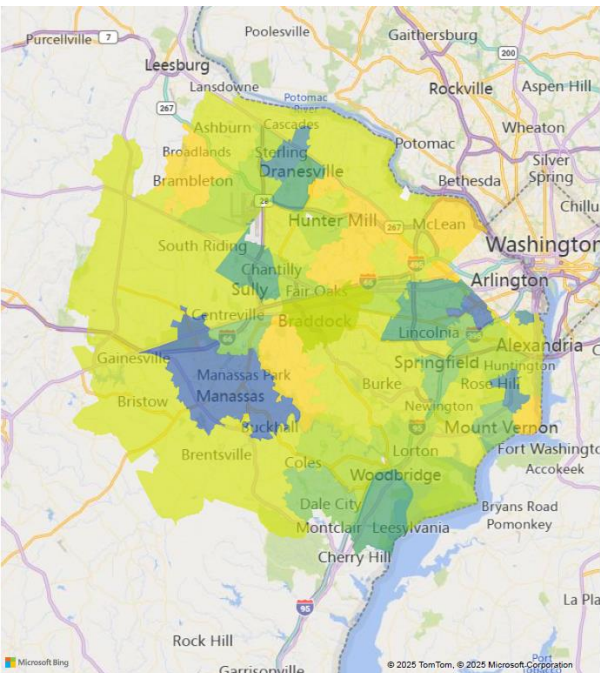 Poolesville
Gaithersburg
Purcellville
7
200
Leesburg
Lansdowne
Rockville
Aspen Hill
267
Potomac
River
Ashburn
Cascades
Wheaton
Broadlands
Sterling
Potomac
Silver
Spring
Dranesville
Brambleton
Bethesda
28
Chillu
Hunter Mill
267
McLean
South Riding
Washington
Chantilly
Arlington
Sully
Fair Oaks
Centreville
Braddock
Lincolnia
Alexandria
Gainesville
Springfield
Huntington
Manassas Park
Burke
Rose Hill
Manassas
Bristow
Newington
Buckhall
Mount Vernon
Brentsville
Lorton
Fort Washingto
Coles
Accokeek
Woodbridge
Dale City
Bryans Road
Montclair
Leesylvania
Pomonkey
Cherry Hill
95
La Pla
Rock Hill
Port
Tobacco
Microsoft Bing
© 2025 TomTom, © 2025 Microsoft Corporation
Garrisonville